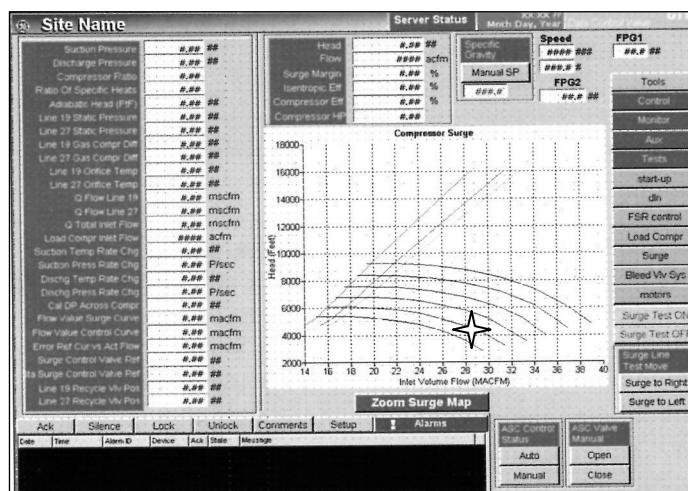 Site Name
Server Status
XX:XX
Mnth Day, Year
Data Control Valve
Suction Pressure #.## ##
Discharge Pressure #.## ##
Compressor Ratio #.##
Ratio Of Specific Heats #.##
Adiabatic Head (FtF) #.## ##
Line 19 Static Pressure #.## ##
Line 27 Static Pressure #.## ##
Line 19 Gas Compr Diff #.## ##
Line 27 Gas Compr Diff #.## ##
Line 19 Orifice Temp #.## ##
Line 27 Orifice Temp #.## ##
Q Flow Line 19 #.## mscfm
Q Flow Line 27 #.## mscfm
Q Total Inlet Flow #.## mscfm
Load Compr Inlet Flow #### acfm
Suction Temp Rate Chg #.## ##
Suction Press Rate Chg #.## P/sec
Dischg Temp Rate Chg #.## ##
Dischg Press Rate Chg #.## P/sec
Cal DP Across Compr #.## ##
Flow Value Surge Curve #.## macfm
Flow Value Control Curve #.## macfm
Error Ref Cur vs Act Flow #.## macfm
Surge Control Valve Ref #.## ##
ta Surge Control Valve Ref #.## ##
Line 19 Recycle Vlv Pos #.## ##
Line 27 Recycle Vlv Pos #.## ##
Head #.## ##
Flow #### acfm
Surge Margin #.## %
Isentropic Eff #.## %
Compressor Eff #.## %
Compressor HP #.##
Specific
Gravity
Manual SP
###.#
Speed
#### ###
###.# #
FPG1
##.# ##
FPG2
##.# ##
Compressor Surge
18000
16000
14000
12000
10000
8000
6000
4000
2000
Head (Feet)
14 16 18 20 22 24 26 28 30 32 34 36 38 40
Inlet Volume Flow (MACFM)
Zoom Surge Map
Tools
Control
Monitor
Aux
Tests
start-up
dln
FSR control
Load Compr
Surge
Bleed Vlv Sys
motors
Surge Test ON
Surge Test OFF
Surge Line
Test Move
Surge to Right
Surge to Left
Ack Silence Lock Unlock Comments Setup ! Alarms
Date Time Alarm ID Device Ack State Message
ASC Control
Status
Auto
Manual
ASC Valve
Manual
Open
Close